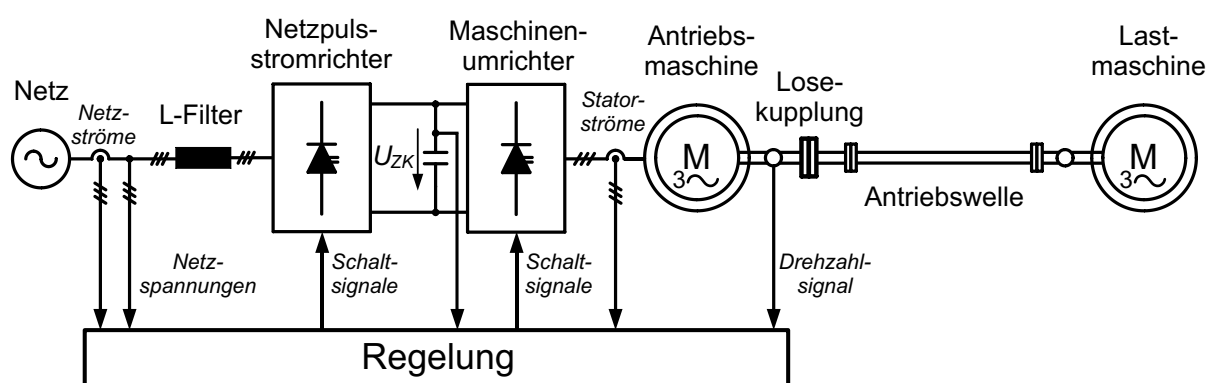 Netz
Netz-
ströme
L-Filter
Netzpuls-
stromrichter
U_ZK
Maschinen-
umrichter
Stator-
ströme
Antriebs-
maschine
M
3
Lose-
kupplung
Antriebswelle
Last-
maschine
M
3
Netz-
spannungen
Schalt-
signale
Schalt-
signale
Drehzahl-
signal
Regelung